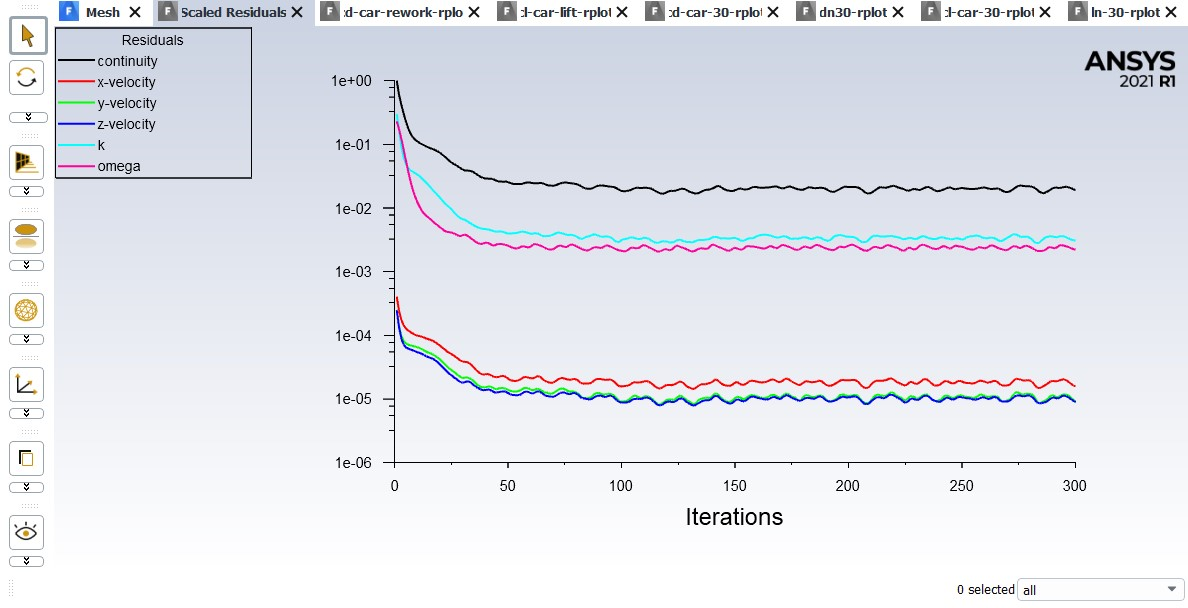 Mesh
Scaled Residuals
:d-car-rework-rplo
:l-car-lift-rplot
:d-car-30-rplot
dn30-rplot
:l-car-30-rplot
ln-30-rplot
Residuals
continuity
x-velocity
y-velocity
z-velocity
k
omega
ANSYS
2021 R1
1e+00
1e-01
1e-02
1e-03
1e-04
1e-05
1e-06
0 50 100 150 200 250 300
Iterations
0 selected all